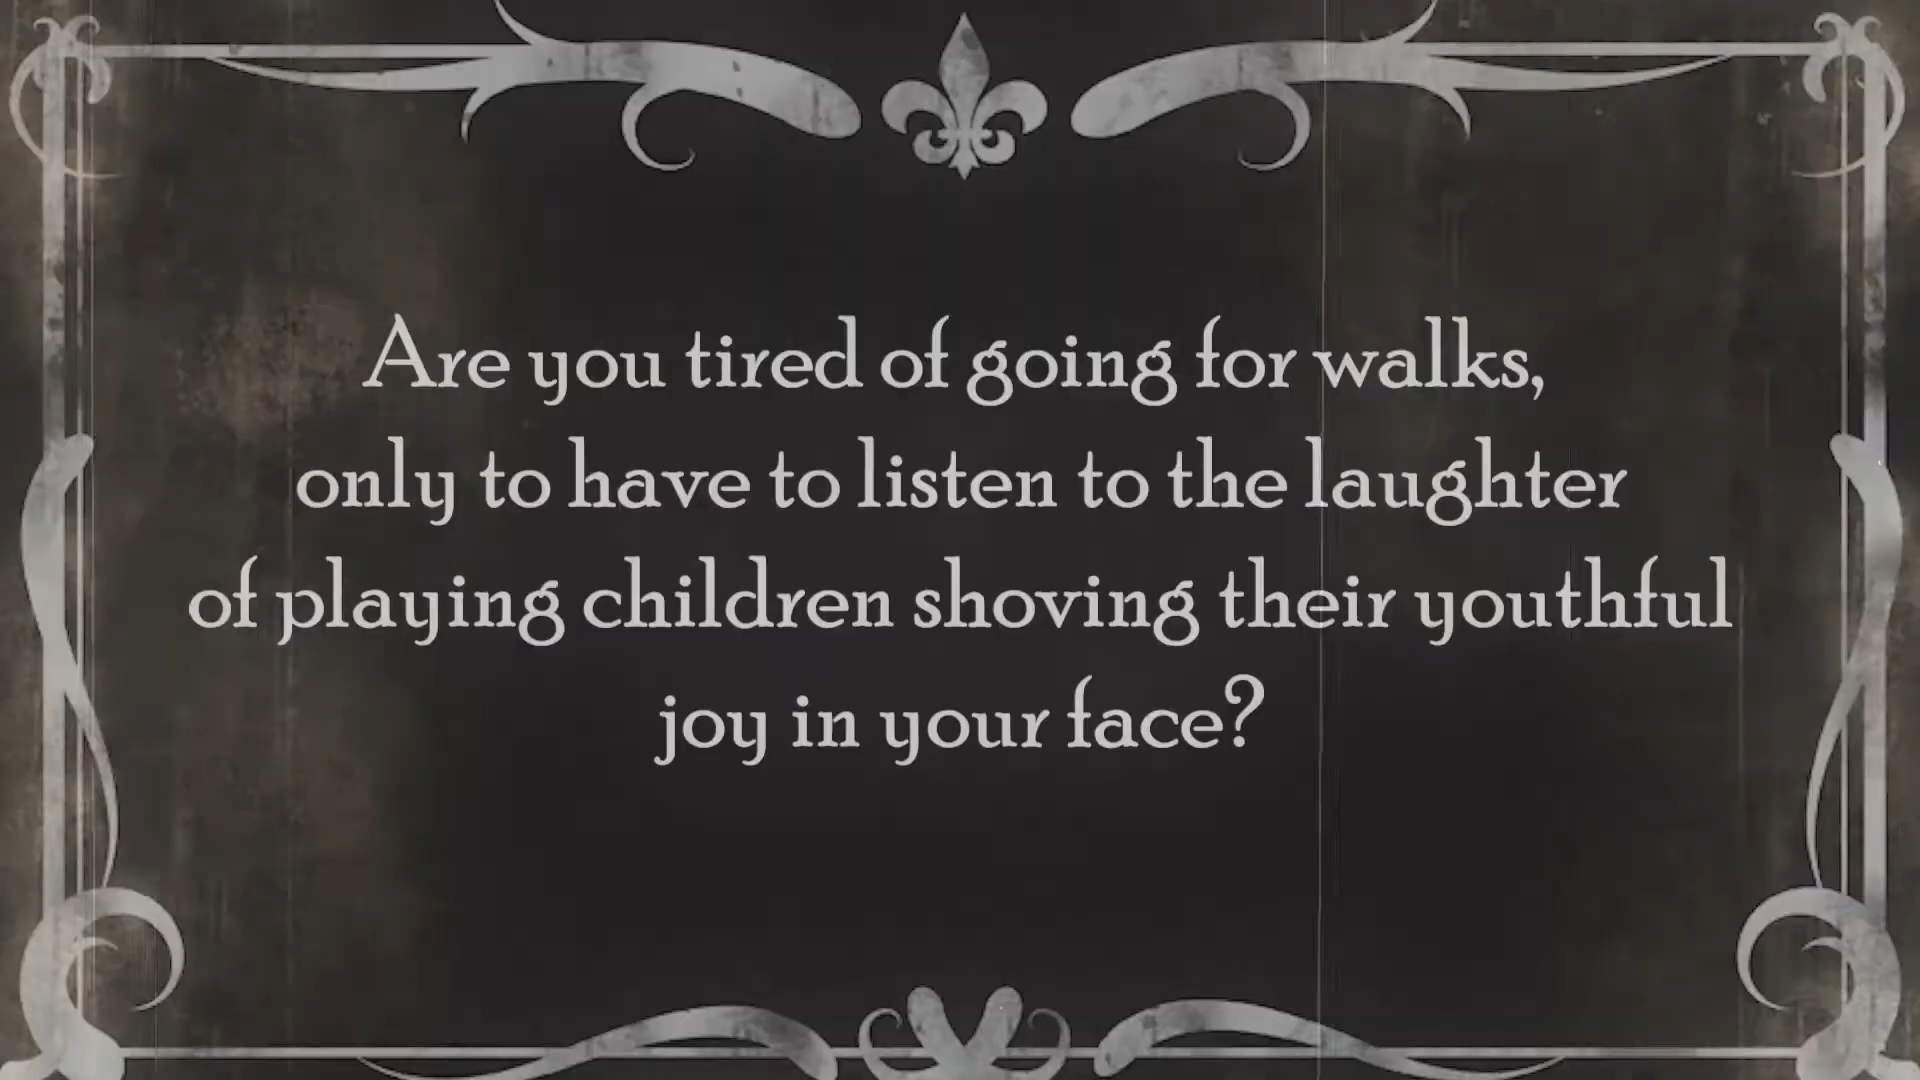 Are you tired of going for walks,
only to have to listen to the laughter
of playing children shoving their youthful
joy in your face?